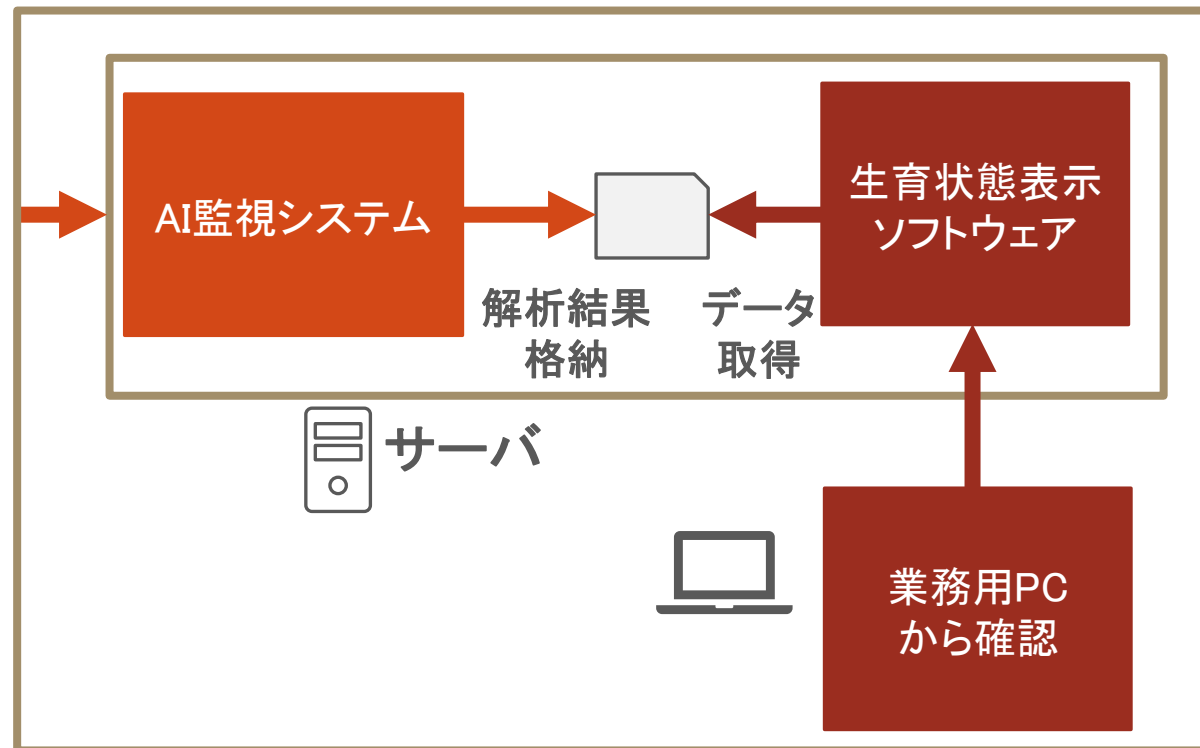 AI監視システム
生育状態表示
ソフトウェア
解析結果
格納
データ
取得
サーバ
業務用PC
から確認